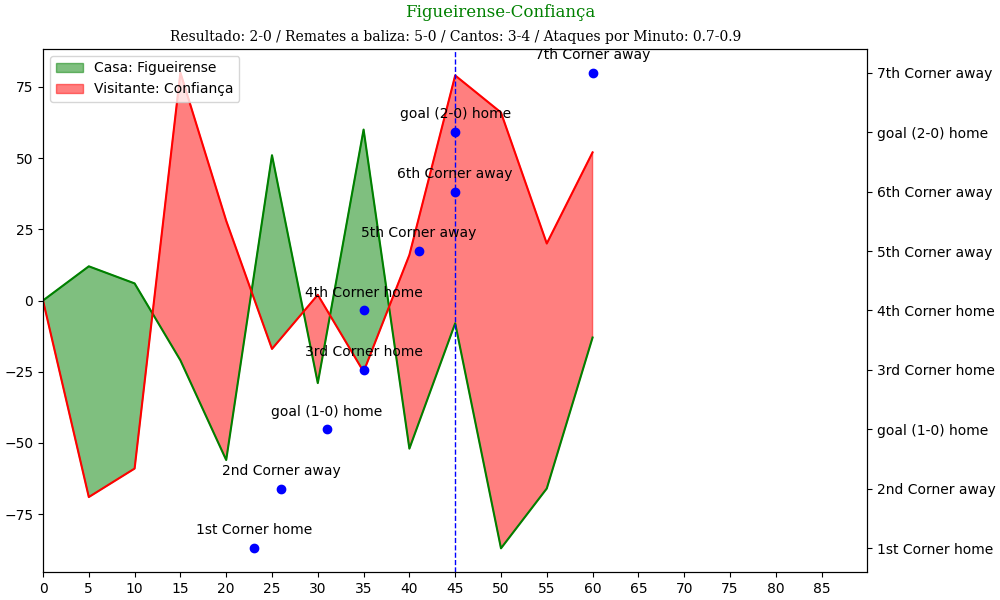 Figueirense-Confiança
Resultado: 2-0 / Remates a baliza: 5-0 / Cantos: 3-4 / Ataques por Minuto: 0.7-0.9
Casa: Figueirense
Visitante: Confiança
7th Corner away
goal (2-0) home
6th Corner away
5th Corner away
4th Corner home
3rd Corner home
goal (1-0) home
2nd Corner away
1st Corner home
75
50
25
0
−25
−50
−75
7th Corner away
goal (2-0) home
6th Corner away
5th Corner away
4th Corner home
3rd Corner home
goal (1-0) home
2nd Corner away
1st Corner home
0 5 10 15 20 25 30 35 40 45 50 55 60 65 70 75 80 85